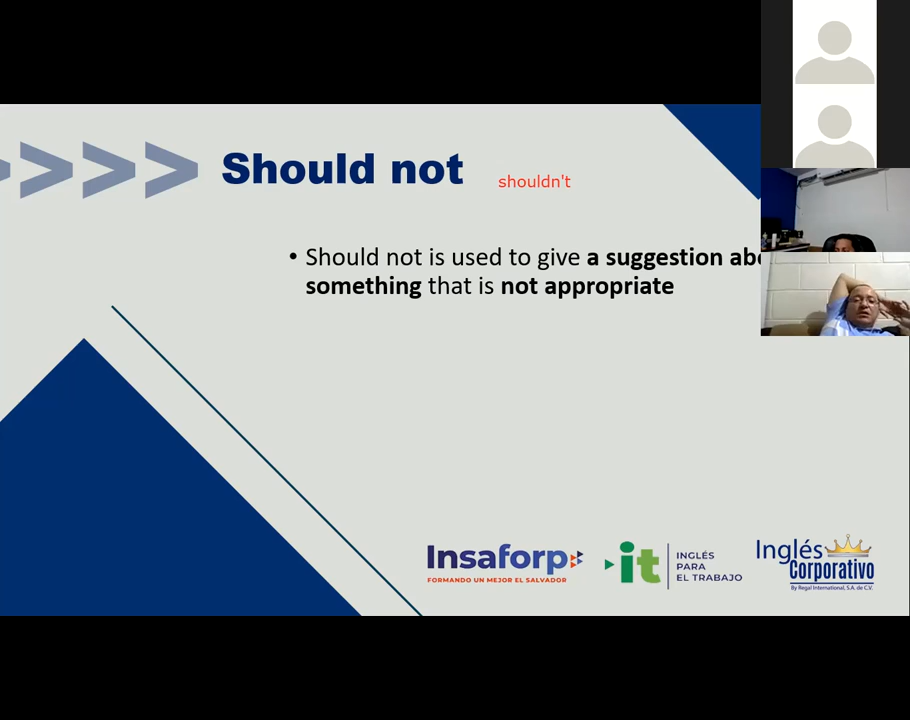 Should not
shouldn't
• Should not is used to give a suggestion
something that is not appropriate
Insaforp
FORMANDO UN MEJOR EL SALVADOR
it
INGLÉS
PARA
EL TRABAJO
Inglés
Corporativo
By Regal International, S.A. de C.V.